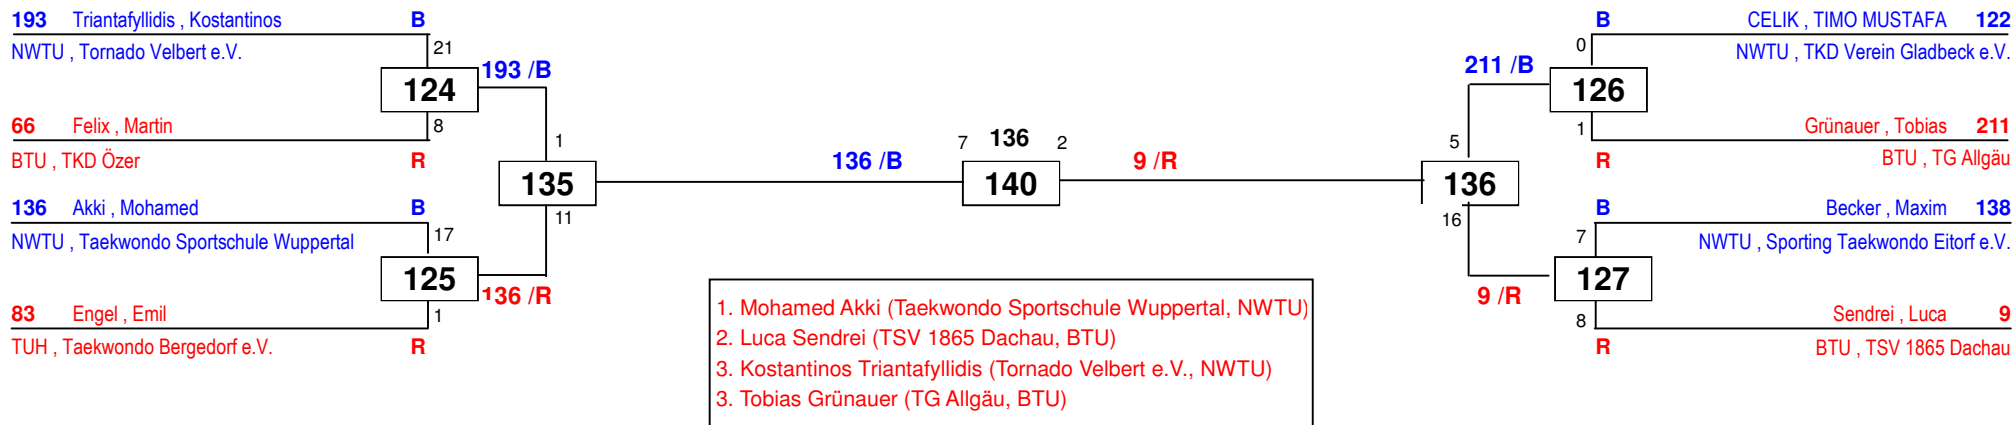 193 Triantafyllidis , Kostantinos B
NWTU , Tornado Velbert e.V.
21
124
193 /B
8
66 Felix , Martin
BTU , TKD Özer R
1
135
11
136 Akki , Mohamed B
NWTU , Taekwondo Sportschule Wuppertal
17
125
136 /R
1
83 Engel , Emil
TUH , Taekwondo Bergedorf e.V. R
136 /B
7 136 2
140
9 /R
5
136
16
B CELIK , TIMO MUSTAFA 122
0
NWTU , TKD Verein Gladbeck e.V.
211 /B
126
1
Grünauer , Tobias 211
R BTU , TG Allgäu
B Becker , Maxim 138
7
NWTU , Sporting Taekwondo Eitorf e.V.
127
9 /R
8
Sendrei , Luca 9
R BTU , TSV 1865 Dachau
1. Mohamed Akki (Taekwondo Sportschule Wuppertal, NWTU)
2. Luca Sendrei (TSV 1865 Dachau, BTU)
3. Kostantinos Triantafyllidis (Tornado Velbert e.V., NWTU)
3. Tobias Grünauer (TG Allgäu, BTU)